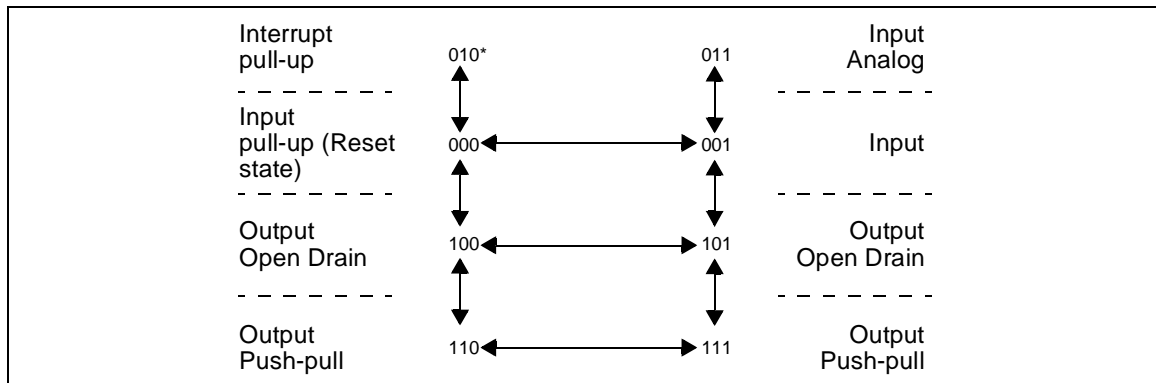 Interrupt
pull-up
010*
011
Input
Analog
Input
pull-up (Reset
state)
000
001
Input
Output
Open Drain
100
101
Output
Open Drain
Output
Push-pull
110
111
Output
Push-pull